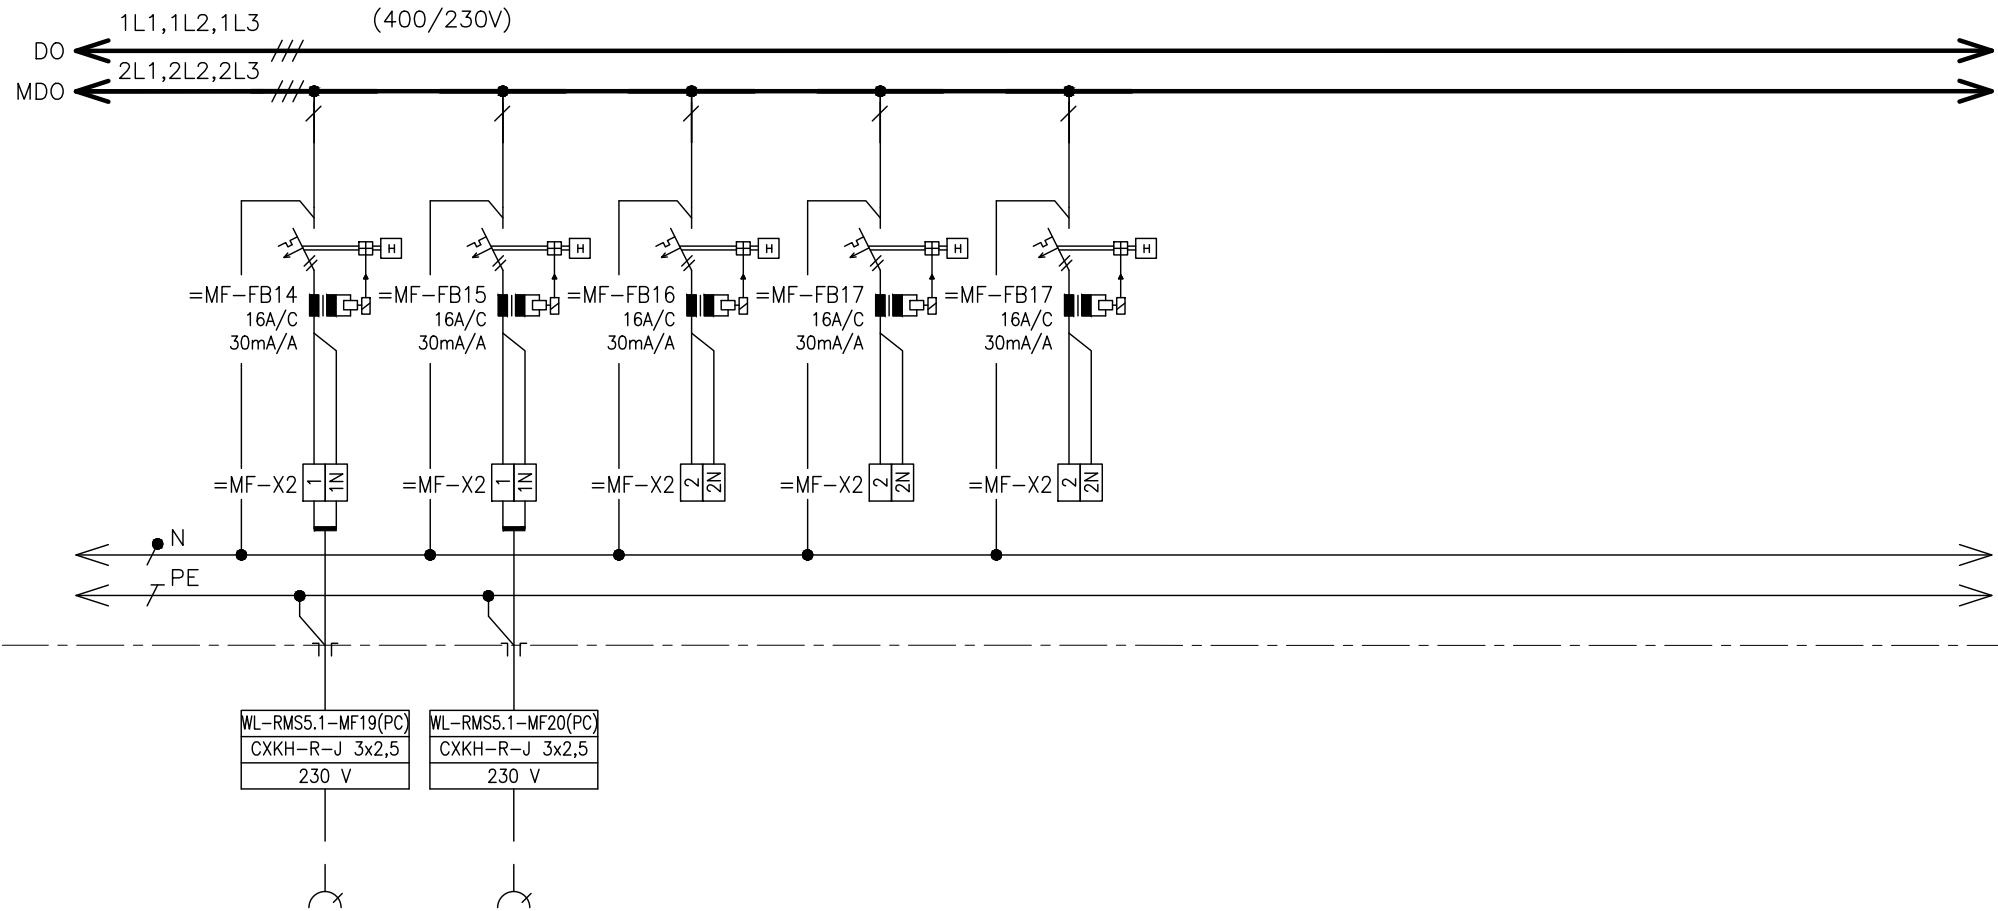 1L1,1L2,1L3 (400/230V)
DO
2L1,2L2,2L3
MDO
H H H H H
=MF-FB14 =MF-FB15 =MF-FB16 =MF-FB17 =MF-FB17
16A/C 16A/C 16A/C 16A/C 16A/C
30mA/A 30mA/A 30mA/A 30mA/A 30mA/A
=MF-X2 1 1N =MF-X2 1 1N =MF-X2 2 2N =MF-X2 2 2N =MF-X2 2 2N
N
PE
WL-RMS5.1-MF19(PC) WL-RMS5.1-MF20(PC)
CXKH-R-J 3x2,5 CXKH-R-J 3x2,5
230 V 230 V